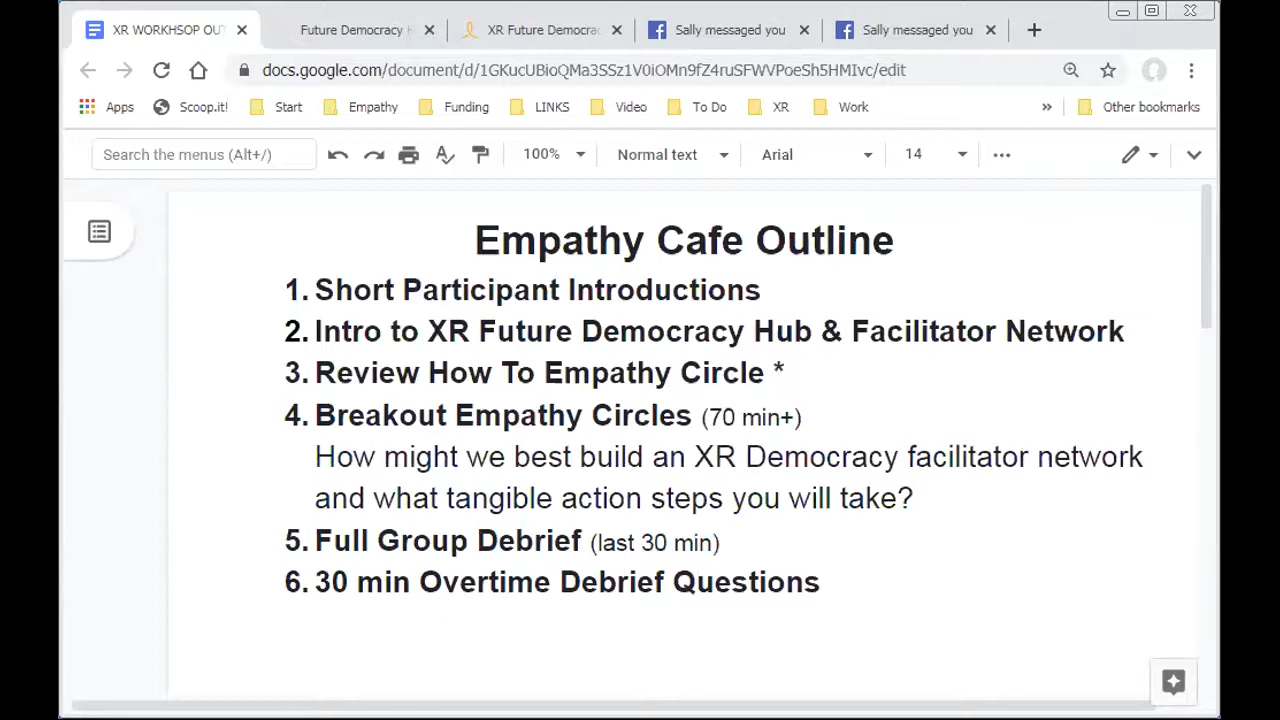 XR WORKHSOP OUT
Future Democracy H
XR Future Democrac
Sally messaged you
Sally messaged you
docs.google.com/document/d/1GKucUBioQMa3SSz1V0iOMn9fZ4ruSFWVPoeSh5HMIvc/edit
Apps Scoop.it! Start Empathy Funding LINKS Video To Do XR Work » Other bookmarks
Search the menus (Alt+/) 100% Normal text Arial 14
Empathy Cafe Outline
1. Short Participant Introductions
2. Intro to XR Future Democracy Hub & Facilitator Network
3. Review How To Empathy Circle *
4. Breakout Empathy Circles (70 min+)
How might we best build an XR Democracy facilitator network
and what tangible action steps you will take?
5. Full Group Debrief (last 30 min)
6. 30 min Overtime Debrief Questions